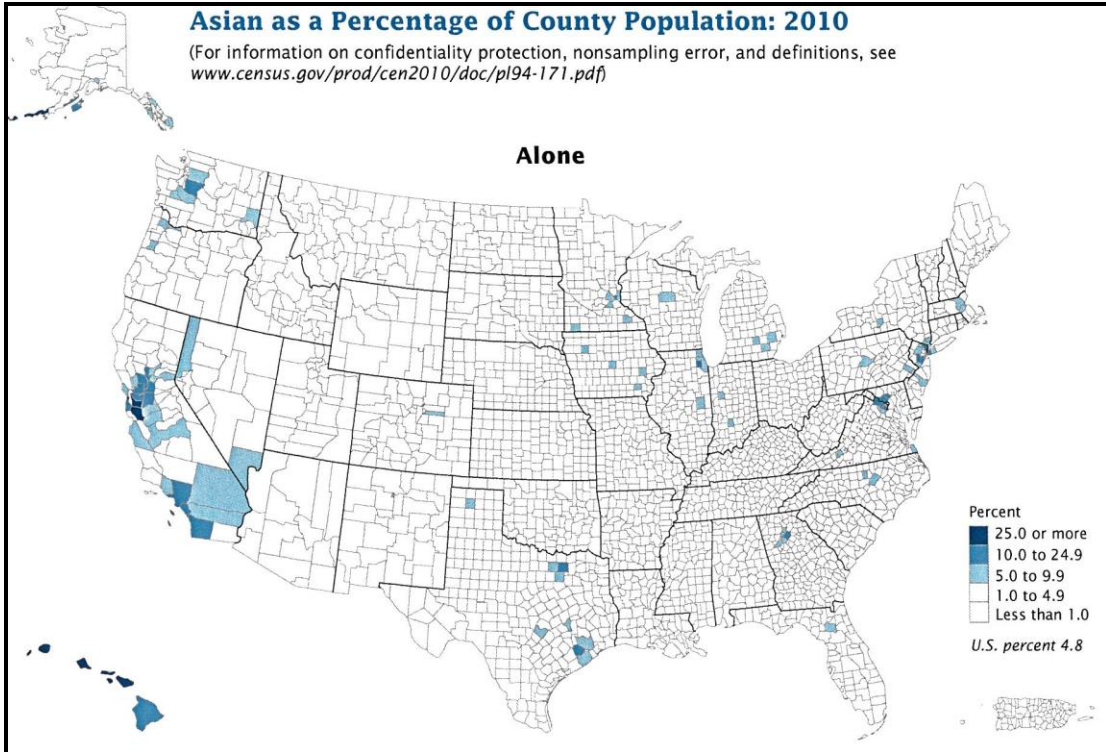 Asian as a Percentage of County Population: 2010
(For information on confidentiality protection, nonsampling error, and definitions, see
www.census.gov/prod/cen2010/doc/pl94-171.pdf)
Alone
Percent
25.0 or more
10.0 to 24.9
5.0 to 9.9
1.0 to 4.9
Less than 1.0
U.S. percent 4.8